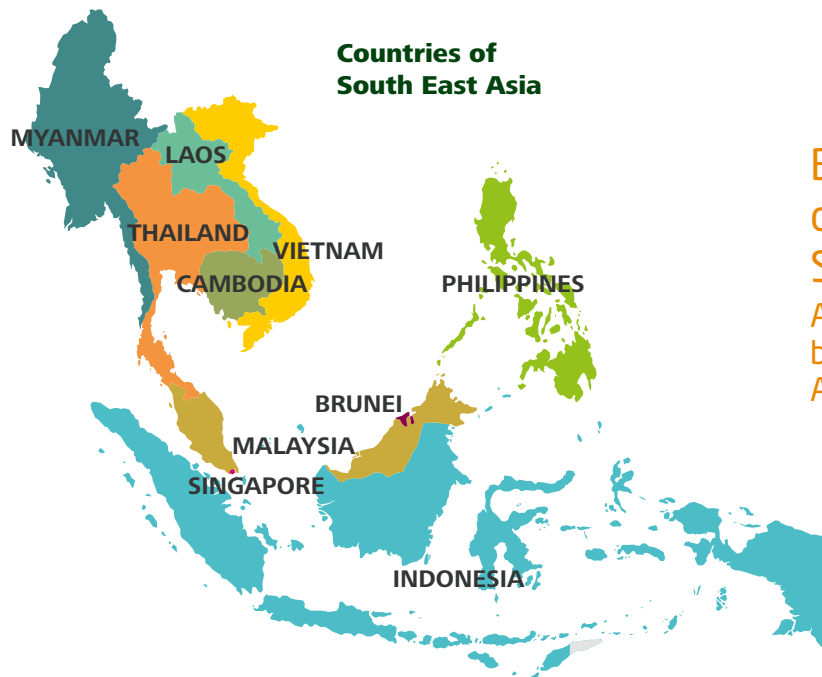 Countries of
South East Asia
MYANMAR
LAOS
THAILAND
VIETNAM
CAMBODIA
PHILIPPINES
BRUNEI
MALAYSIA
SINGAPORE
INDONESIA